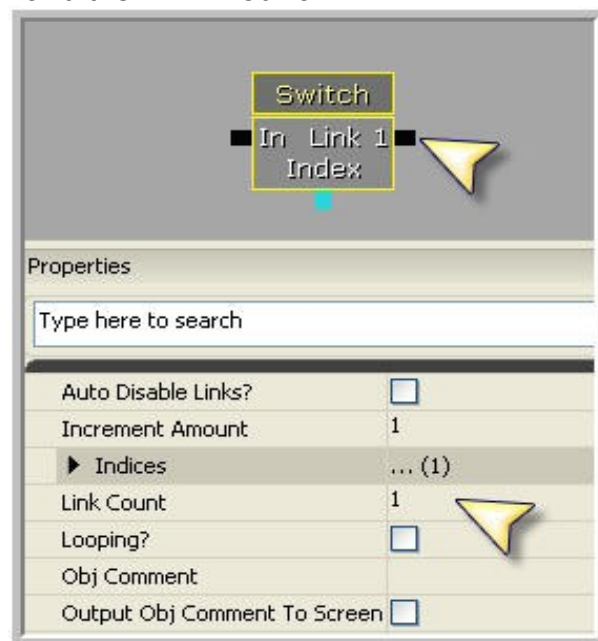 Switch
In Link 1
Index
Properties
Type here to search
Auto Disable Links?
Increment Amount 1
Indices ... (1)
Link Count 1
Looping?
Obj Comment
Output Obj Comment To Screen